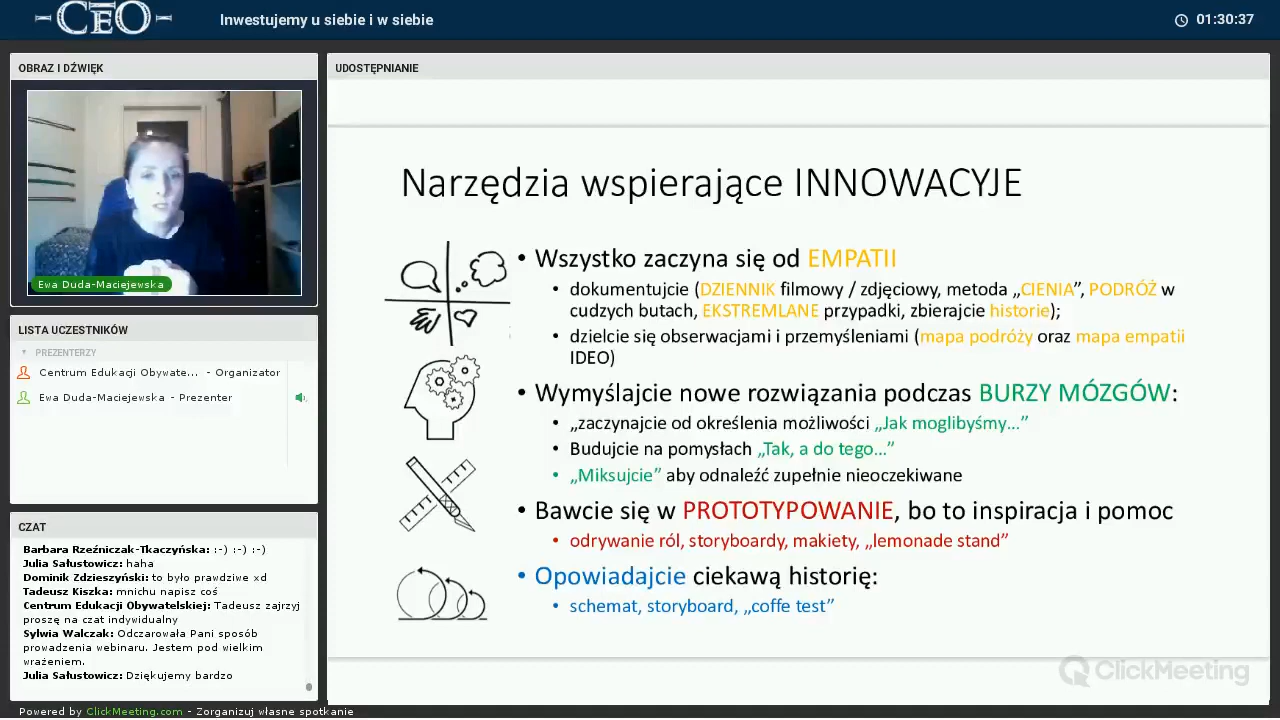 CEO
Inwestujemy u siebie i w siebie
01:30:37
OBRAZ I DŹWIĘK
Ewa Duda-Maciejewska
LISTA UCZESTNIKÓW
PREZENTERZY
Centrum Edukacji Obywate... - Organizator
Ewa Duda-Maciejewska - Prezenter
CZAT
Barbara Rzeźniczak-Tkaczyńska: :-) :-) :-)
Julia Sałustowicz: haha
Dominik Zdzieszyński: to było prawdziwe xd
Tadeusz Kiszka: mnichu napisz coś
Centrum Edukacji Obywatelskiej: Tadeusz zajrzyj
proszę na czat indywidualny
Sylwia Walczak: Odczarowała Pani sposób
prowadzenia webinaru. Jestem pod wielkim
wrażeniem.
Julia Sałustowicz: Dziękujemy bardzo
UDOSTĘPNIANIE
Narzędzia wspierające INNOWACYJE
• Wszystko zaczyna się od EMPATII
• dokumentujcie (DZIENNIK filmowy / zdjęciowy, metoda „CIENIA”, PODRÓŻ w
cudzych butach, EKSTREMLANE przypadki, zbierajcie historie);
• dzielcie się obserwacjami i przemyśleniami (mapa podróży oraz mapa empatii
IDEO)
• Wymyślajcie nowe rozwiązania podczas BURZY MÓZGÓW:
• „zaczynajcie od określenia możliwości „Jak moglibyśmy...”
• Budujcie na pomysłach „Tak, a do tego...”
• „Miksujcie” aby odnaleźć zupełnie nieoczekiwane
• Bawcie się w PROTOTYPOWANIE, bo to inspiracja i pomoc
• odrywanie ról, storyboardy, makiety, „lemonade stand”
• Opowiadajcie ciekawą historię:
• schemat, storyboard, „coffe test”
ClickMeeting
Powered by ClickMeeting.com - Zorganizuj własne spotkanie